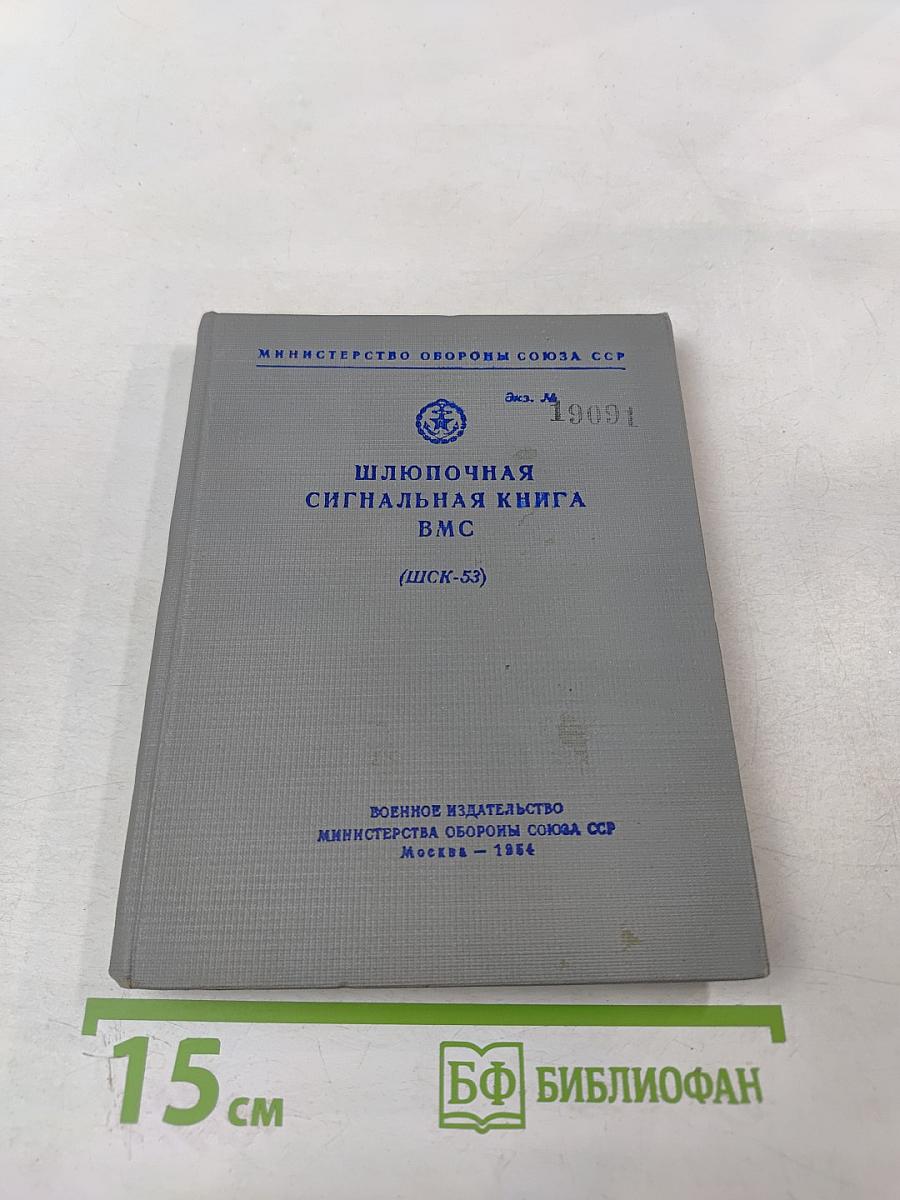 МИНИСТЕРСТВО ОБОРОНЫ СОЮЗА ССР
Экз. №
19091
ШЛЮПОЧНАЯ
СИГНАЛЬНАЯ КНИГА
ВМС
(ШСК-53)
ВОЕННОЕ ИЗДАТЕЛЬСТВО
МИНИСТЕРСТВА ОБОРОНЫ СОЮЗА ССР
Москва — 1954
15 см
БФ БИБЛИОФАН